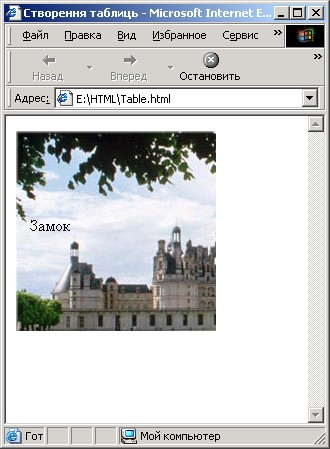 Створення таблиць - Microsoft Internet E...
Файл Правка Вид Избранное Сервис »
Назад Вперед Остановить »
Адрес: E:\HTML\Table.html
Замок
Гот Мой компьютер